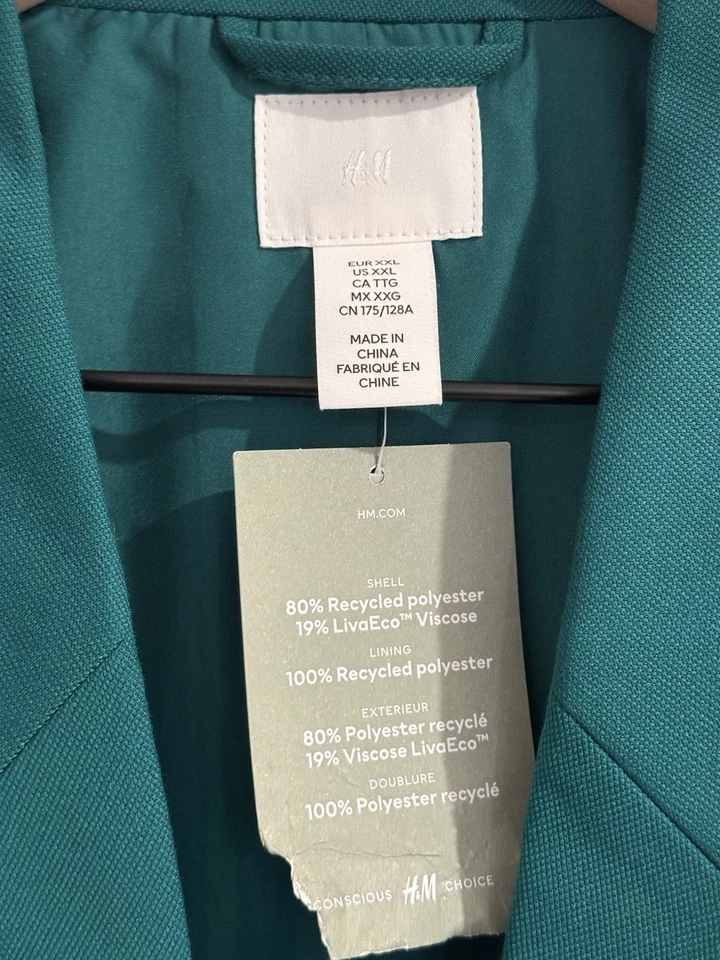 H&M
EUR XXL
US XXL
CA TTG
MX XXG
CN 175/128A
MADE IN
CHINA
FABRIQUÉ EN
CHINE
HM.COM
SHELL
80% Recycled polyester
19% LivaEco™ Viscose
LINING
100% Recycled polyester
EXTERIEUR
80% Polyester recyclé
19% Viscose LivaEco™
DOUBLURE
100% Polyester recyclé
CONSCIOUS H&M CHOICE